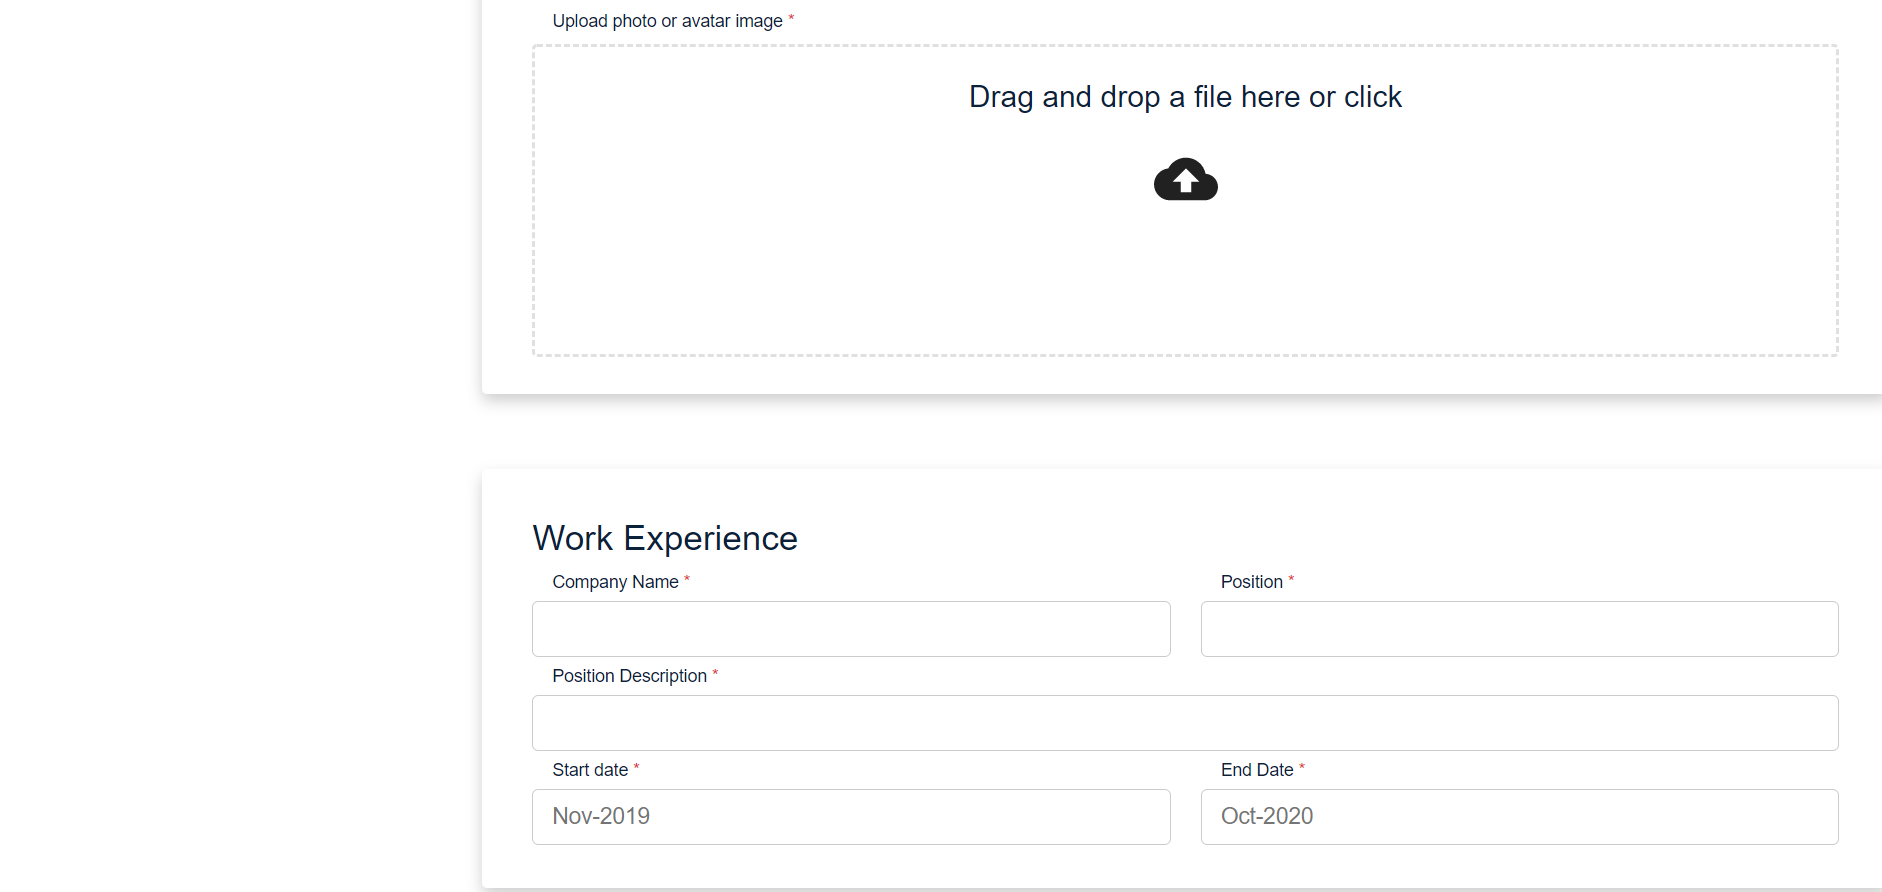 Upload photo or avatar image *
Drag and drop a file here or click
Work Experience
Company Name *
Position *
Position Description *
Start date *
End Date *
Nov-2019
Oct-2020